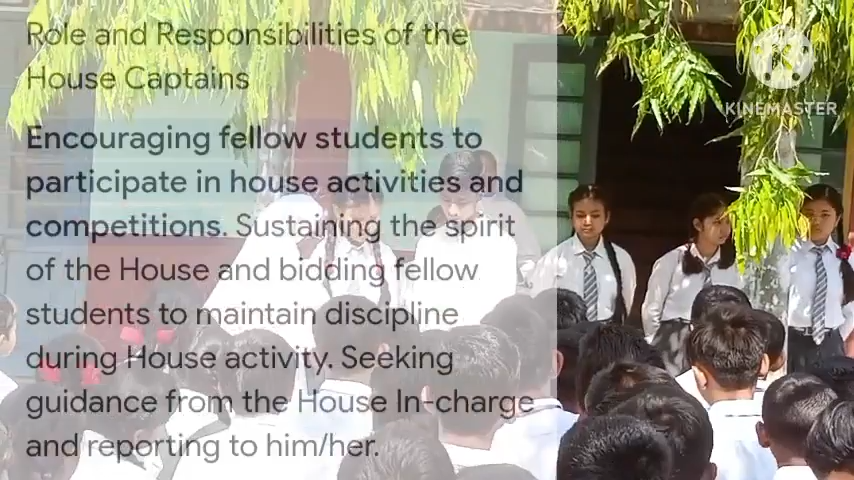 Role and Responsibilities of the
House Captains
Encouraging fellow students to
participate in house activities and
competitions. Sustaining the spirit
of the House and bidding fellow
students to maintain discipline
during House activity. Seeking
guidance from the House In-charge
and reporting to him/her.
KINEMASTER